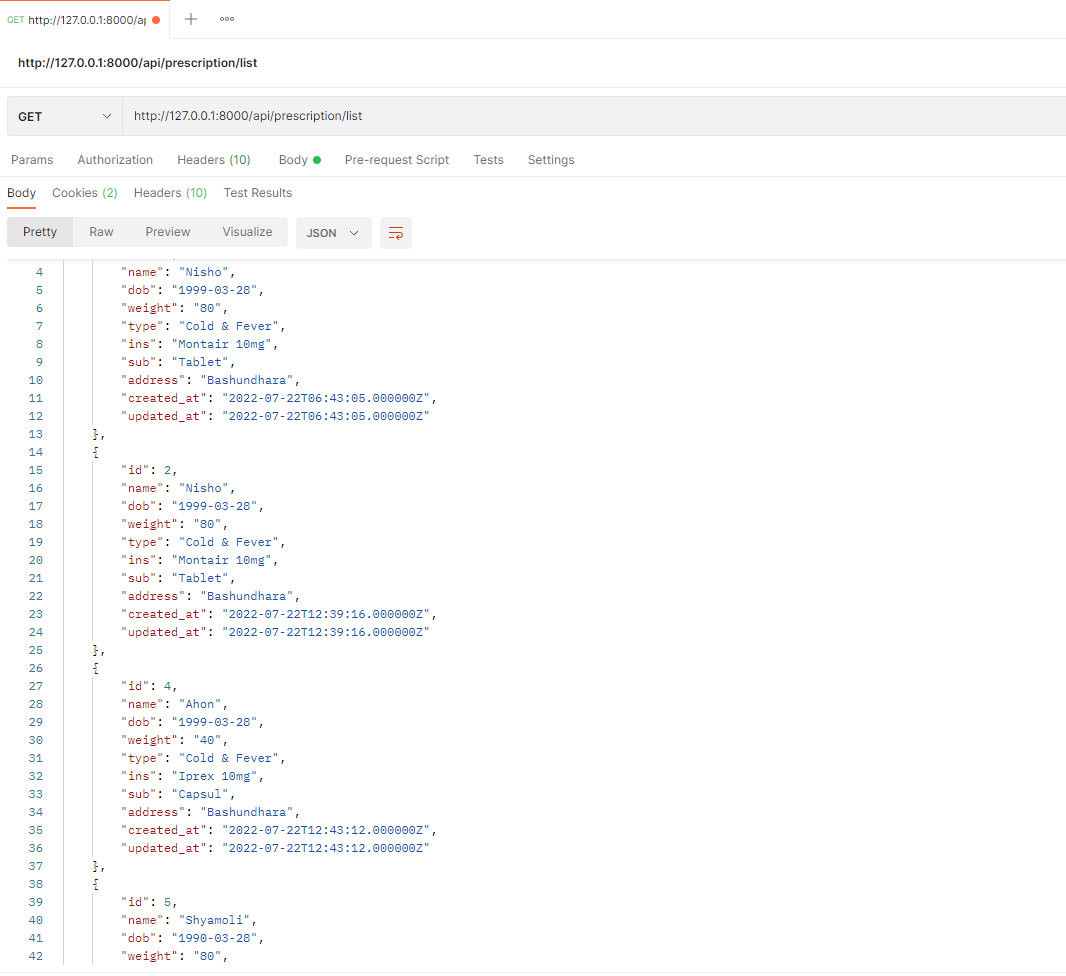 GET http://127.0.0.1:8000/ap
http://127.0.0.1:8000/api/prescription/list
GET http://127.0.0.1:8000/api/prescription/list
Params Authorization Headers (10) Body Pre-request Script Tests Settings
Body Cookies (2) Headers (10) Test Results
Pretty Raw Preview Visualize JSON
4 "name": "Nisho",
5 "dob": "1999-03-28",
6 "weight": "80",
7 "type": "Cold & Fever",
8 "ins": "Montair 10mg",
9 "sub": "Tablet",
10 "address": "Bashundhara",
11 "created_at": "2022-07-22T06:43:05.000000Z",
12 "updated_at": "2022-07-22T06:43:05.000000Z"
13 },
14 {
15 "id": 2,
16 "name": "Nisho",
17 "dob": "1999-03-28",
18 "weight": "80",
19 "type": "Cold & Fever",
20 "ins": "Montair 10mg",
21 "sub": "Tablet",
22 "address": "Bashundhara",
23 "created_at": "2022-07-22T12:39:16.000000Z",
24 "updated_at": "2022-07-22T12:39:16.000000Z"
25 },
26 {
27 "id": 4,
28 "name": "Ahon",
29 "dob": "1999-03-28",
30 "weight": "40",
31 "type": "Cold & Fever",
32 "ins": "Iprex 10mg",
33 "sub": "Capsul",
34 "address": "Bashundhara",
35 "created_at": "2022-07-22T12:43:12.000000Z",
36 "updated_at": "2022-07-22T12:43:12.000000Z"
37 },
38 {
39 "id": 5,
40 "name": "Shyamoli",
41 "dob": "1990-03-28",
42 "weight": "80",